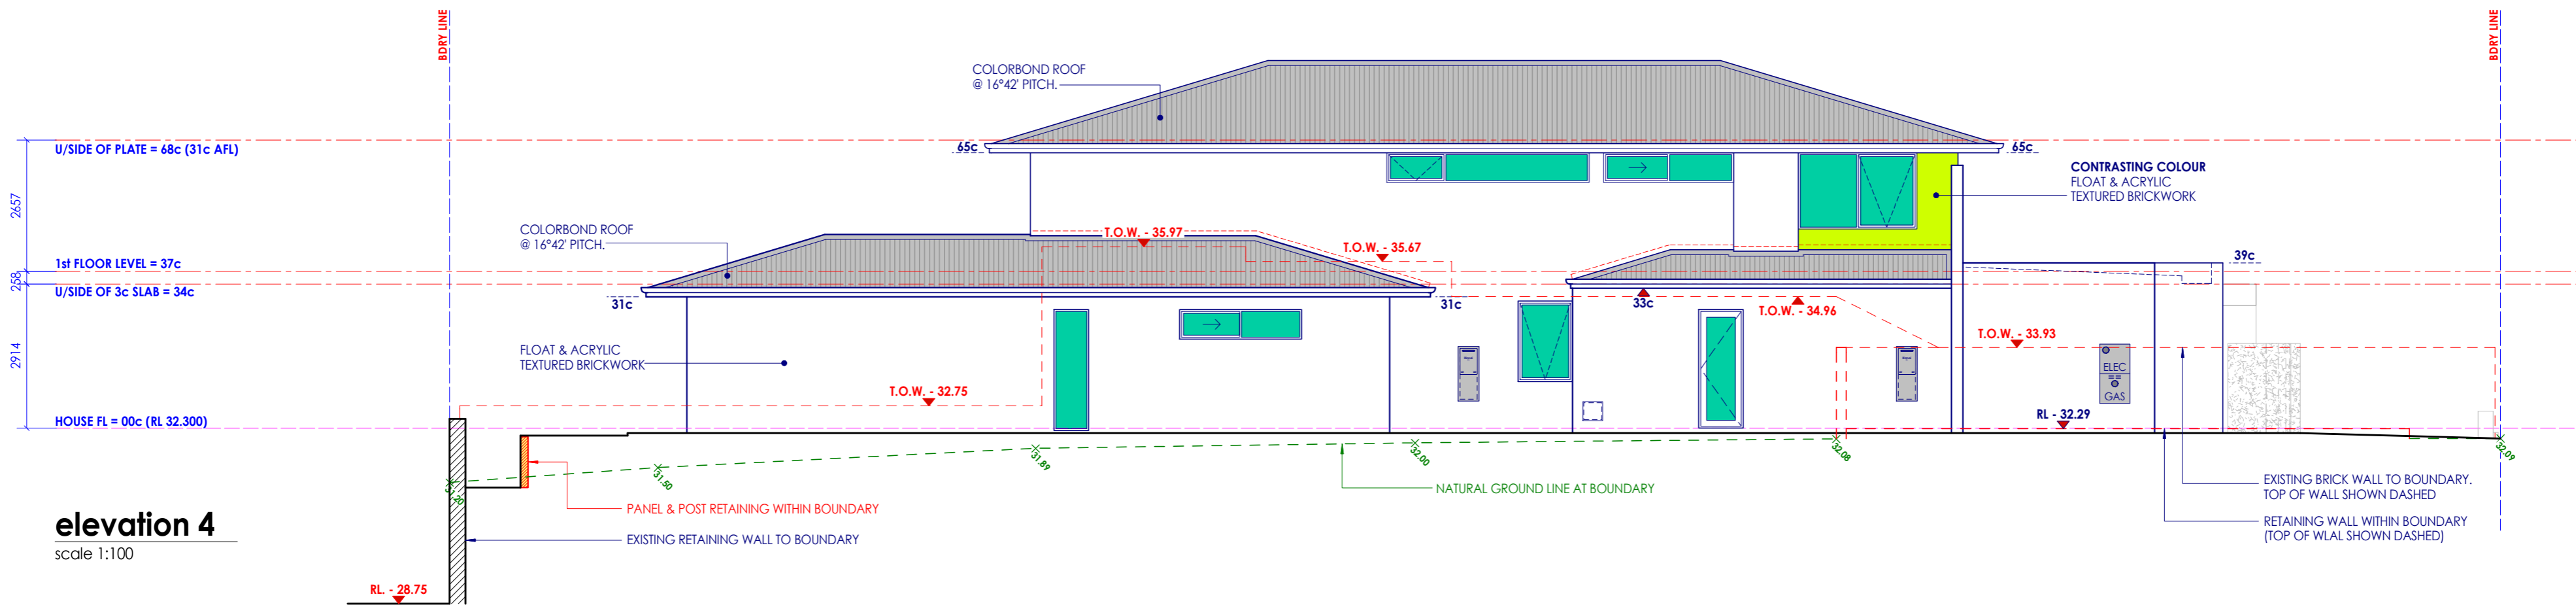 BDRY LINE
BDRY LINE
COLORBOND ROOF
@ 16°42' PITCH.
U/SIDE OF PLATE = 68c (31c AFL)
65c
65c
CONTRASTING COLOUR
FLOAT & ACRYLIC
TEXTURED BRICKWORK
2657
COLORBOND ROOF
@ 16°42' PITCH.
T.O.W. - 35.97
T.O.W. - 35.67
39c
1st FLOOR LEVEL = 37c
258
U/SIDE OF 3c SLAB = 34c
31c
31c
33c
T.O.W. - 34.96
T.O.W. - 33.93
2914
FLOAT & ACRYLIC
TEXTURED BRICKWORK
ELEC
GAS
T.O.W. - 32.75
HOUSE FL = 00c (RL 32.300)
RL - 32.29
31.20
31.50
31.89
32.00
32.08
32.09
NATURAL GROUND LINE AT BOUNDARY
EXISTING BRICK WALL TO BOUNDARY.
TOP OF WALL SHOWN DASHED
PANEL & POST RETAINING WITHIN BOUNDARY
RETAINING WALL WITHIN BOUNDARY
(TOP OF WLAL SHOWN DASHED)
EXISTING RETAINING WALL TO BOUNDARY
elevation 4
scale 1:100
RL. - 28.75